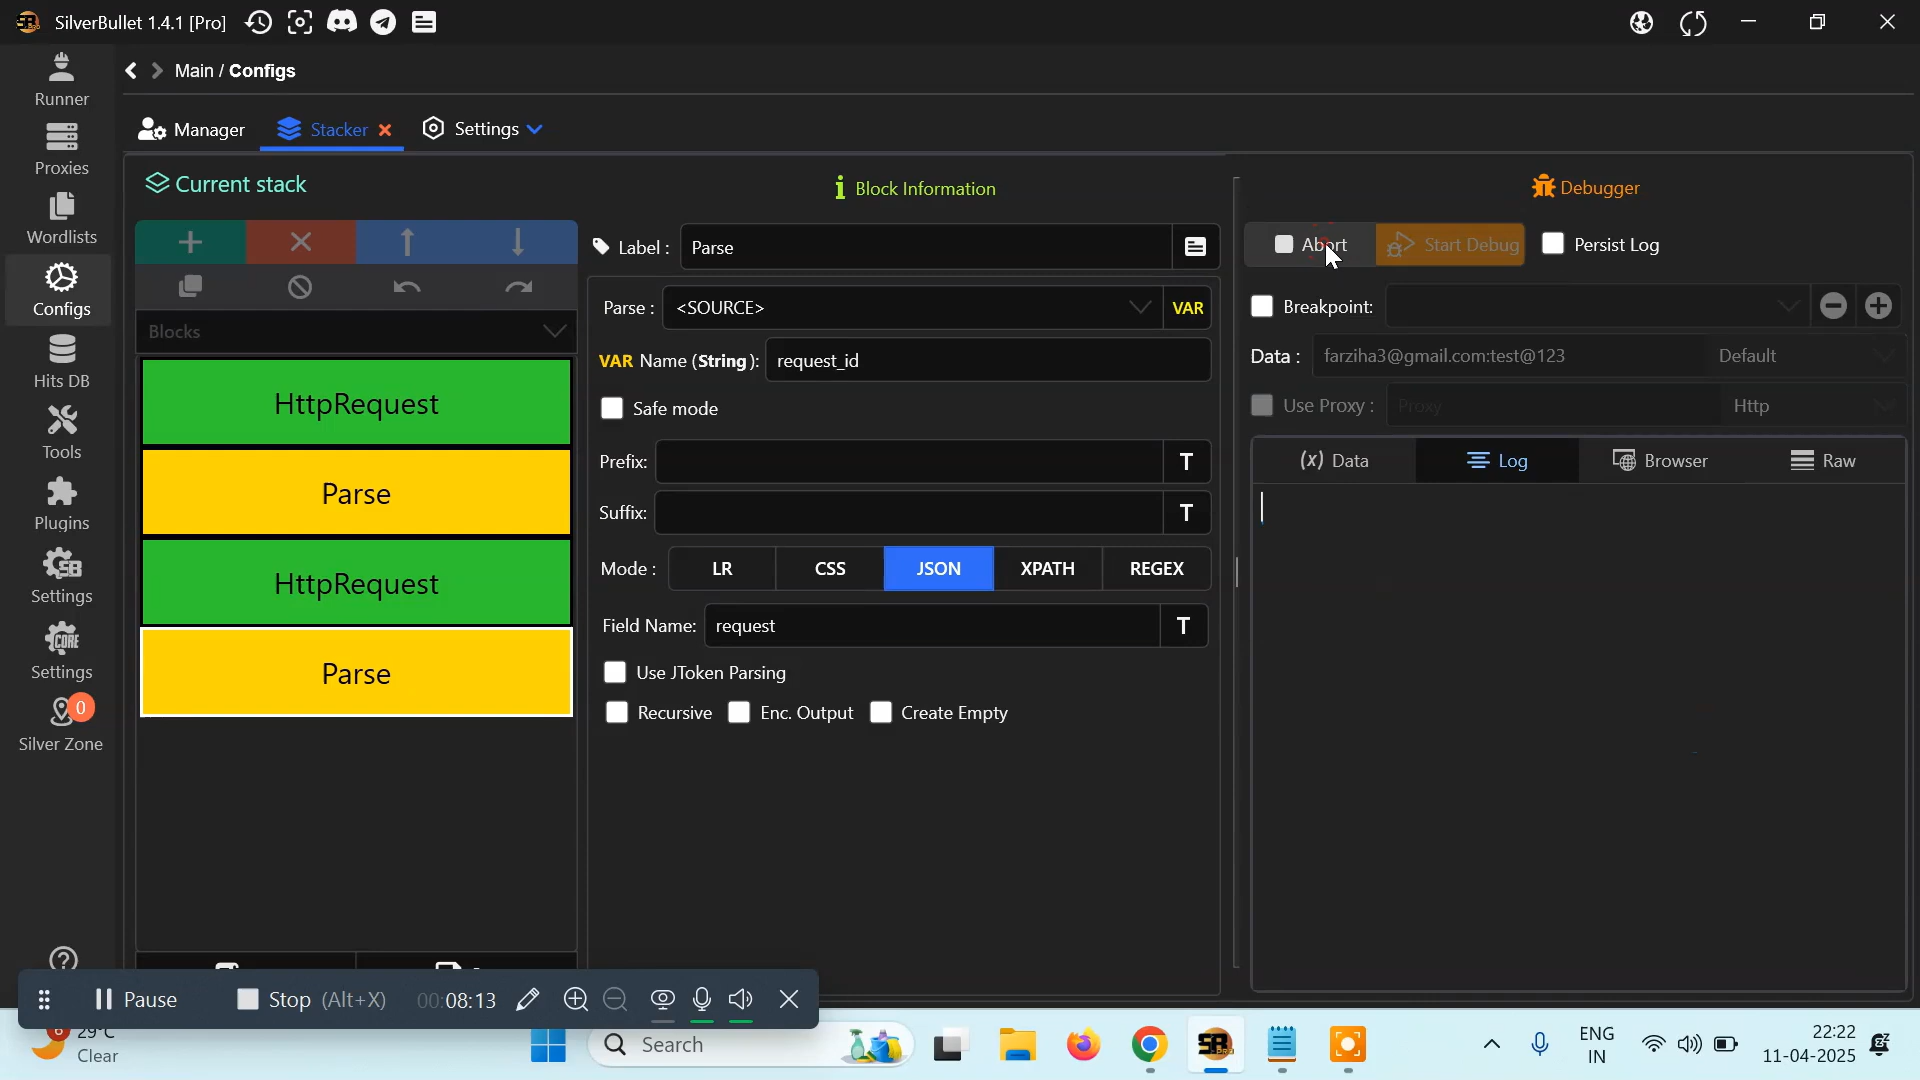 SilverBullet 1.4.1 [Pro]
Runner
Proxies
Wordlists
Configs
Hits DB
Tools
Plugins
Settings
Settings
0
Silver Zone
Main / Configs
Manager
Stacker
Settings
Current stack
Blocks
HttpRequest
Parse
HttpRequest
Parse
Block Information
Label : Parse
Parse : <SOURCE> VAR
VAR Name (String): request_id
Safe mode
Prefix: T
Suffix: T
Mode : LR CSS JSON XPATH REGEX
Field Name: request T
Use JToken Parsing
Recursive Enc. Output Create Empty
Debugger
Abort Start Debug Persist Log
Breakpoint:
Data : farziha3@gmail.com:test@123 Default
Use Proxy : Proxy Http
(x) Data Log Browser Raw
Pause Stop (Alt+X) 00:08:13
29°C
Clear
Search
ENG
IN
22:22
11-04-2025